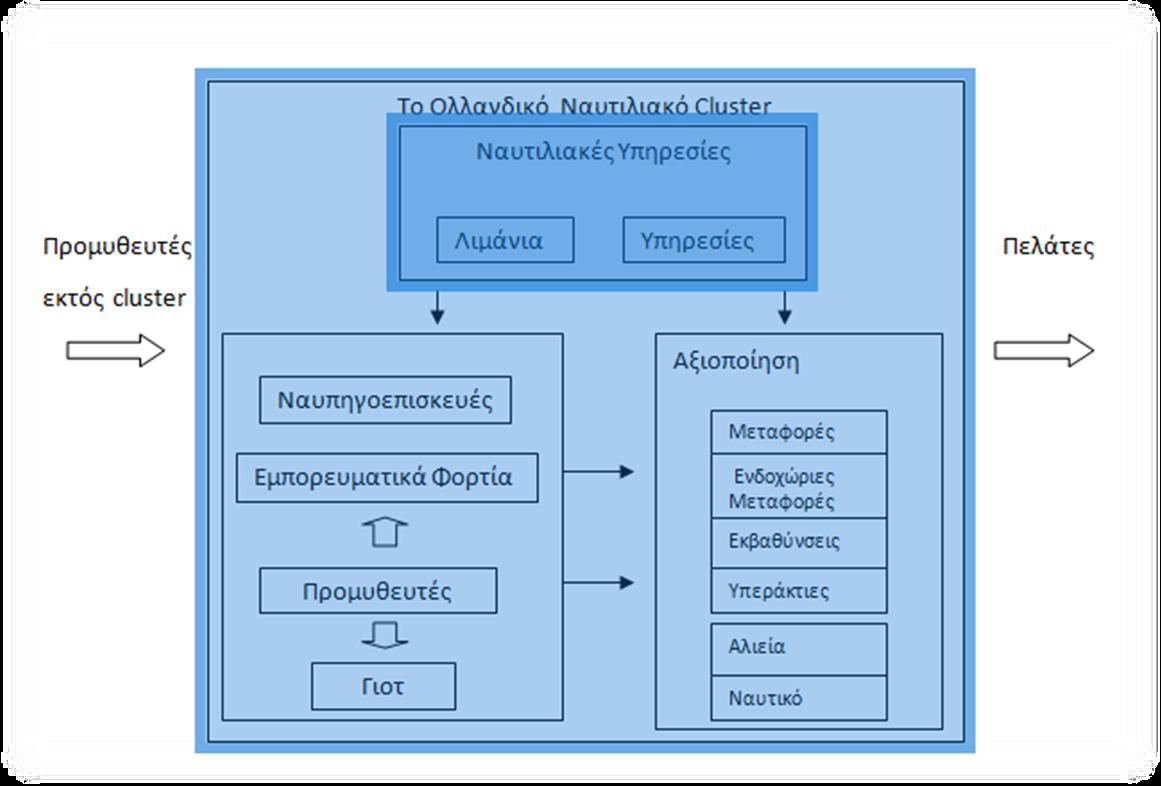 Το Ολλανδικό Ναυτιλιακό Cluster
Ναυτιλιακές Υπηρεσίες
Λιμάνια
Υπηρεσίες
Προμυθευτές
εκτός cluster
Πελάτες
Ναυπηγοεπισκευές
Εμπορευματικά Φορτία
Προμυθευτές
Γιοτ
Αξιοποίηση
Μεταφορές
Ενδοχώριες
Μεταφορές
Εκβαθύνσεις
Υπεράκτιες
Αλιεία
Ναυτικό